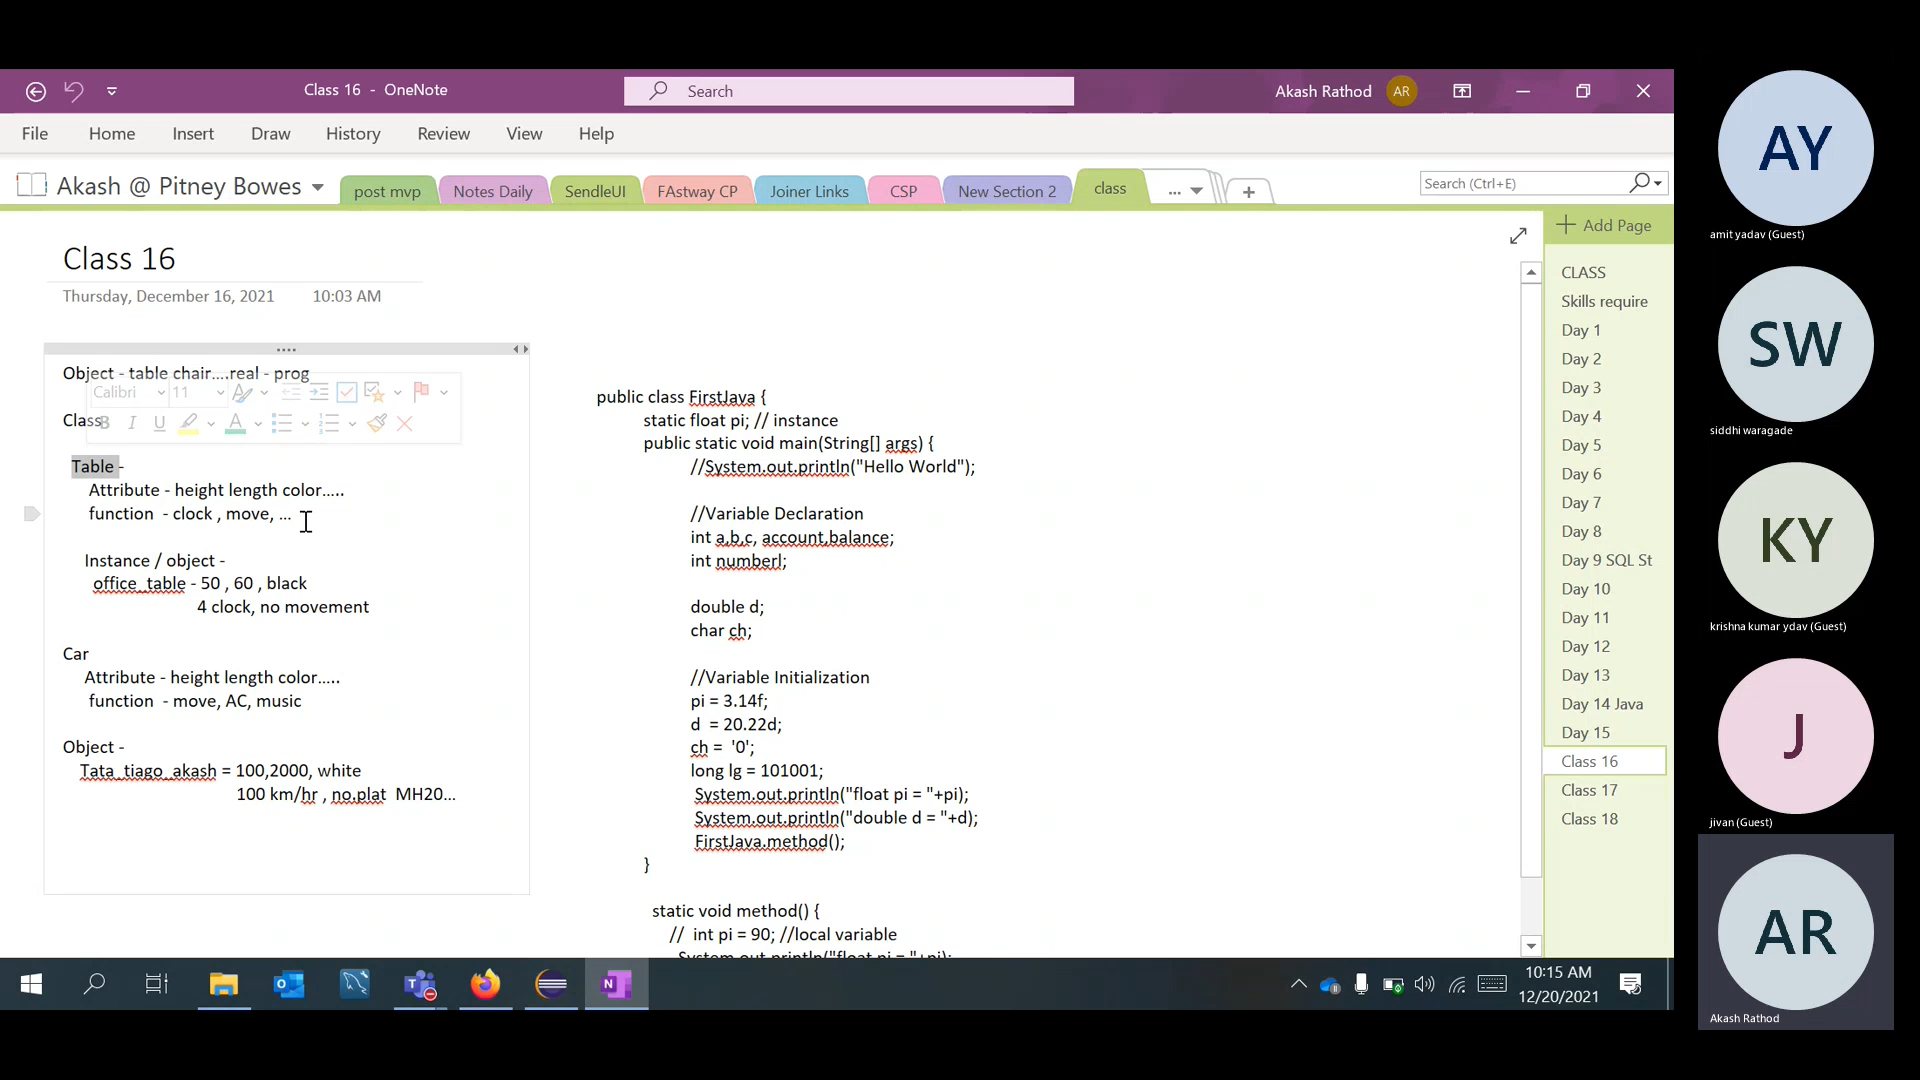 Class 16 - OneNote
Search
Akash Rathod
AR
File
Home
Insert
Draw
History
Review
View
Help
Akash @ Pitney Bowes
post mvp
Notes Daily
SendleUI
FAstway CP
Joiner Links
CSP
New Section 2
class
...
Search (Ctrl+E)
Add Page
Class 16
Thursday, December 16, 2021
10:03 AM
Object - table chair....real - prog
Calibri
11
Class
B I U A
Table -
Attribute - height length color.....
function - clock , move, ...
Instance / object -
office_table - 50 , 60 , black
4 clock, no movement
Car
Attribute - height length color.....
function - move, AC, music
Object -
Tata_tiago_akash = 100,2000, white
100 km/hr , no.plat MH20...
public class FirstJava {
static float pi; // instance
public static void main(String[] args) {
//System.out.println("Hello World");
//Variable Declaration
int a,b,c, account,balance;
int numberl;
double d;
char ch;
//Variable Initialization
pi = 3.14f;
d = 20.22d;
ch = '0';
long lg = 101001;
System.out.println("float pi = "+pi);
System.out.println("double d = "+d);
FirstJava.method();
}
static void method() {
// int pi = 90; //local variable
System.out.println("float pi = "+pi);
CLASS
Skills require
Day 1
Day 2
Day 3
Day 4
Day 5
Day 6
Day 7
Day 8
Day 9 SQL St
Day 10
Day 11
Day 12
Day 13
Day 14 Java
Day 15
Class 16
Class 17
Class 18
10:15 AM
12/20/2021
AY
amit yadav (Guest)
SW
siddhi waragade
KY
krishna kumar ydav (Guest)
J
jivan (Guest)
AR
Akash Rathod